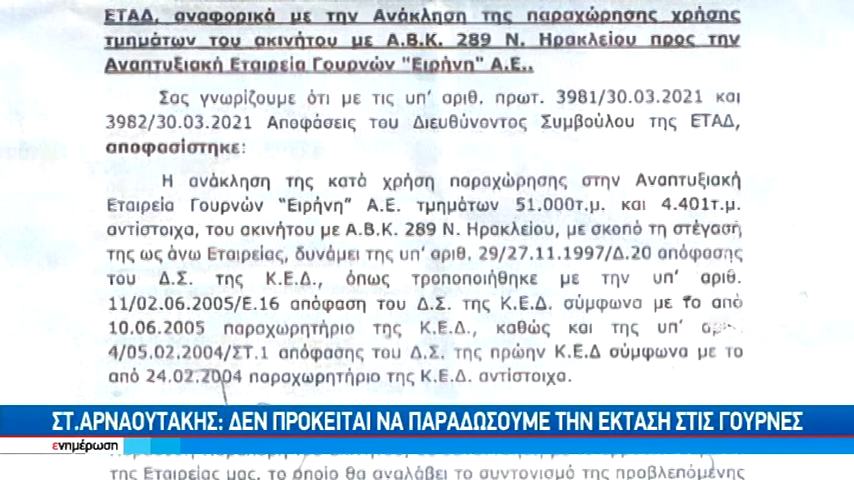 ΕΤΑΔ, αναφορικά με την Ανάκληση της παραχώρησης χρήσης
τμημάτων του ακινήτου με Α.Β.Κ. 289 Ν. Ηρακλείου προς την
Αναπτυξιακή Εταιρεία Γουρνών "Ειρήνη" Α.Ε..
Σας γνωρίζουμε ότι με τις υπ' αριθ. πρωτ. 3981/30.03.2021 και
3982/30.03.2021 Αποφάσεις του Διευθύνοντος Συμβούλου της ΕΤΑΔ,
αποφασίστηκε:
Η ανάκληση της κατά χρήση παραχώρησης στην Αναπτυξιακή
Εταιρεία Γουρνών "Ειρήνη" Α.Ε. τμημάτων 51.000τ.μ. και 4.401τ.μ.
αντίστοιχα, του ακινήτου με Α.Β.Κ. 289 Ν. Ηρακλείου, με σκοπό τη στέγασή
της ως άνω Εταιρείας, δυνάμει της υπ' αριθ. 29/27.11.1997/Δ.20 απόφασης
του Δ.Σ. της Κ.Ε.Δ., όπως τροποποιήθηκε με την υπ' αριθ.
11/02.06.2005/Ε.16 απόφαση του Δ.Σ. της Κ.Ε.Δ. σύμφωνα με το από
10.06.2005 παραχωρητήριο της Κ.Ε.Δ., καθώς και της υπ'
4/05.02.2004/ΣΤ.1 απόφασης του Δ.Σ. της πρώην Κ.Ε.Δ σύμφωνα με το
από 24.02.2004 παραχωρητήριο της Κ.Ε.Δ. αντίστοιχα.
ΣΤ.ΑΡΝΑΟΥΤΑΚΗΣ: ΔΕΝ ΠΡΟΚΕΙΤΑΙ ΝΑ ΠΑΡΑΔΩΣΟΥΜΕ ΤΗΝ ΕΚΤΑΣΗ ΣΤΙΣ ΓΟΥΡΝΕΣ
ενημέρωση
της Εταιρείας μας, το οποίο θα αναλάβει το συντονισμό της προβλεπόμενης